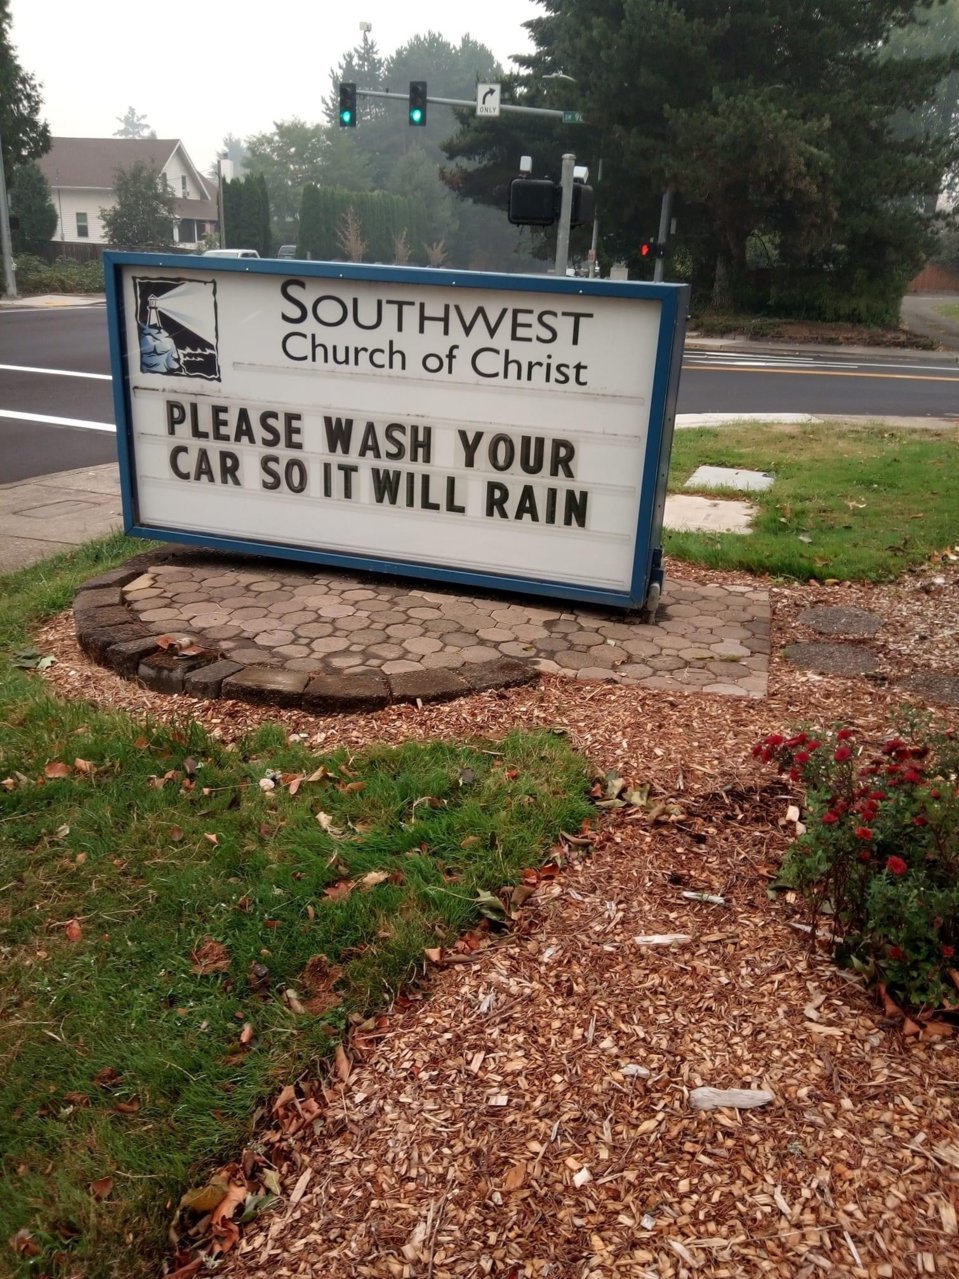 ONLY
SOUTHWEST
Church of Christ
PLEASE WASH YOUR
CAR SO IT WILL RAIN